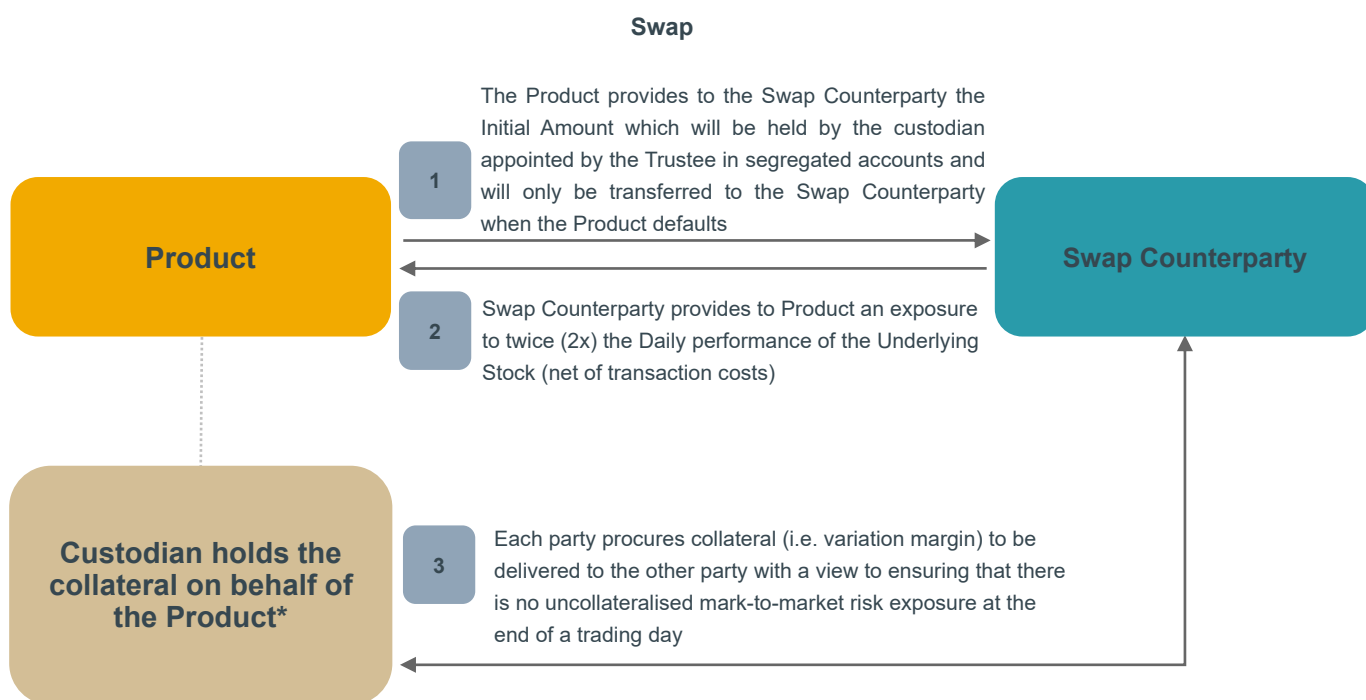 Swap
The Product provides to the Swap Counterparty the
Initial Amount which will be held by the custodian
appointed by the Trustee in segregated accounts and
will only be transferred to the Swap Counterparty
when the Product defaults
1
Product
Swap Counterparty
2
Swap Counterparty provides to Product an exposure
to twice (2x) the Daily performance of the Underlying
Stock (net of transaction costs)
Custodian holds the
collateral on behalf of
the Product*
3
Each party procures collateral (i.e. variation margin) to be
delivered to the other party with a view to ensuring that there
is no uncollateralised mark-to-market risk exposure at the
end of a trading day